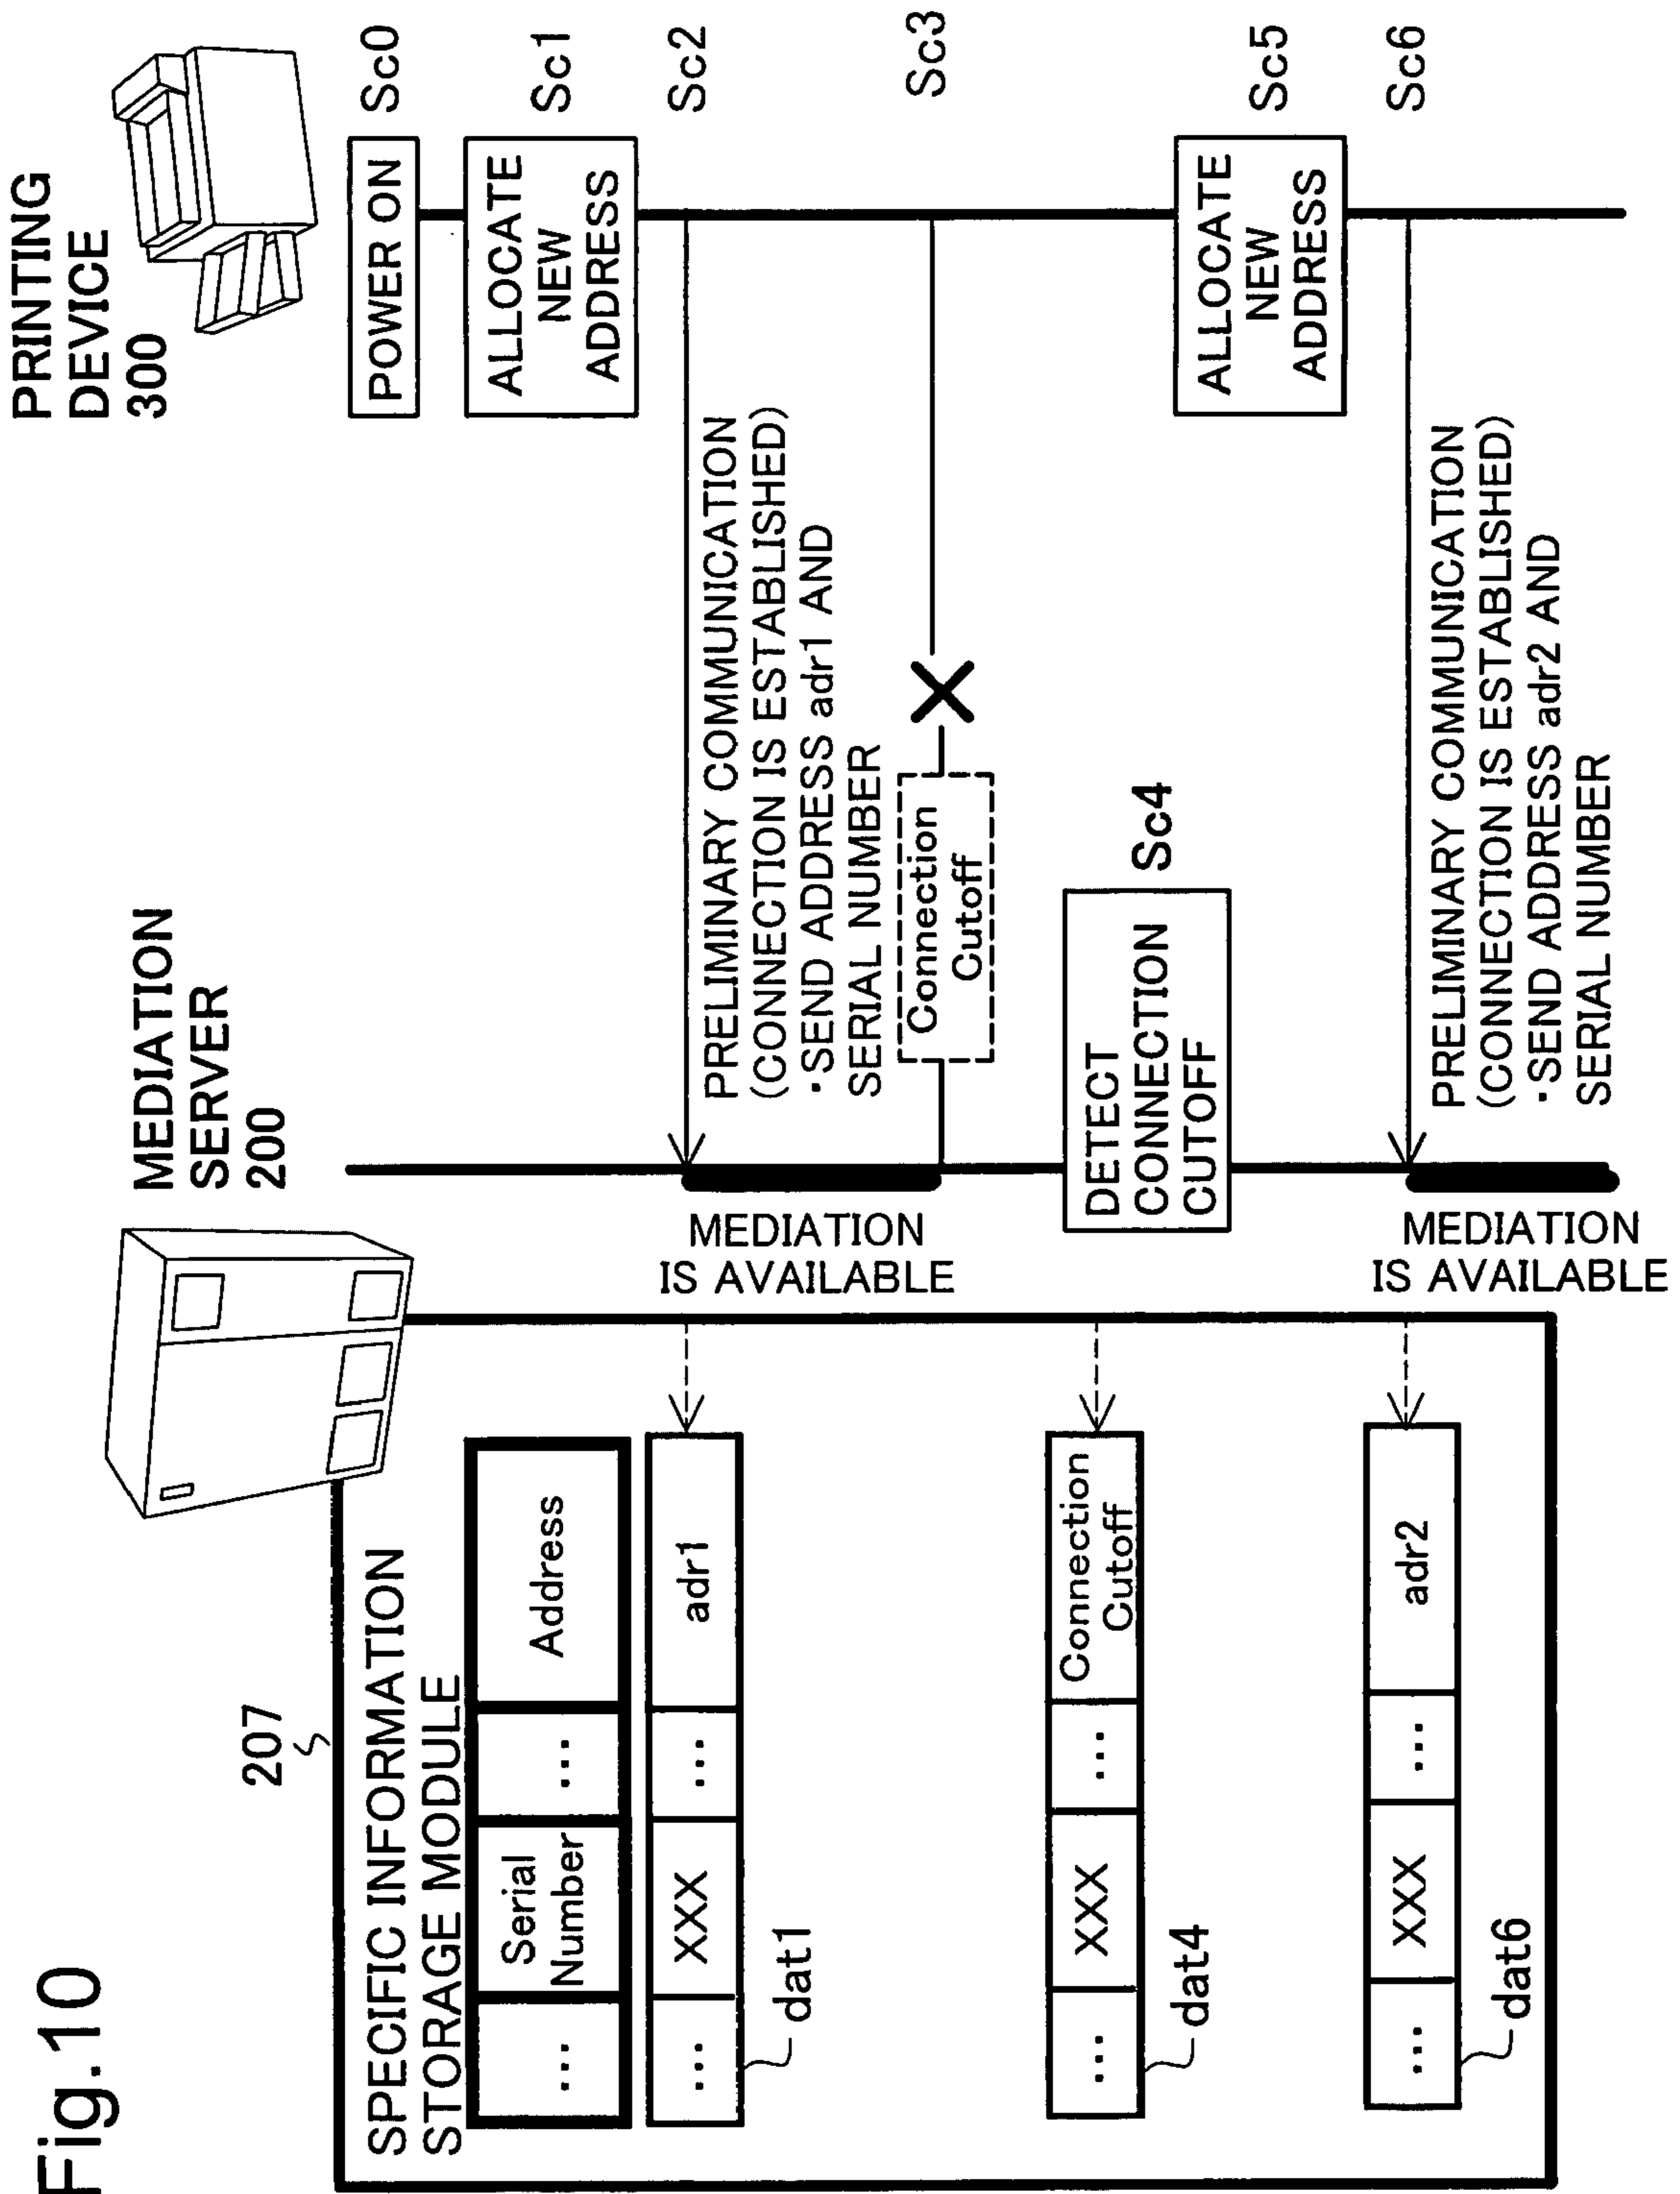 Fig.10
207
SPECIFIC INFORMATION
STORAGE MODULE
...
Serial
Number
...
Address
...
XXX
...
adr1
dat1
...
XXX
...
Connection
Cutoff
dat4
...
XXX
...
adr2
dat6
MEDIATION
SERVER
200
MEDIATION
IS AVAILABLE
DETECT
CONNECTION
CUTOFF
Sc4
MEDIATION
IS AVAILABLE
PRELIMINARY COMMUNICATION
(CONNECTION IS ESTABLISHED)
・SEND ADDRESS adr1 AND
SERIAL NUMBER
Connection
Cutoff
PRELIMINARY COMMUNICATION
(CONNECTION IS ESTABLISHED)
・SEND ADDRESS adr2 AND
SERIAL NUMBER
PRINTING
DEVICE
300
POWER ON
Sc0
ALLOCATE
NEW
ADDRESS
Sc1
Sc2
Sc3
ALLOCATE
NEW
ADDRESS
Sc5
Sc6